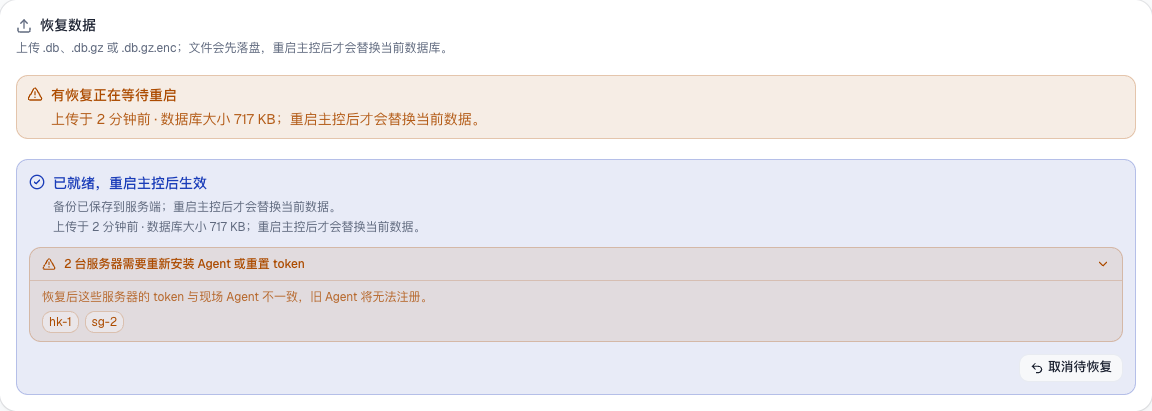 恢复数据
上传 .db、.db.gz 或 .db.gz.enc；文件会先落盘，重启主控后才会替换当前数据库。
有恢复正在等待重启
上传于 2 分钟前 · 数据库大小 717 KB；重启主控后才会替换当前数据。
已就绪，重启主控后生效
备份已保存到服务端；重启主控后才会替换当前数据。
上传于 2 分钟前 · 数据库大小 717 KB；重启主控后才会替换当前数据。
2 台服务器需要重新安装 Agent 或重置 token
恢复后这些服务器的 token 与现场 Agent 不一致，旧 Agent 将无法注册。
hk-1 sg-2
取消待恢复